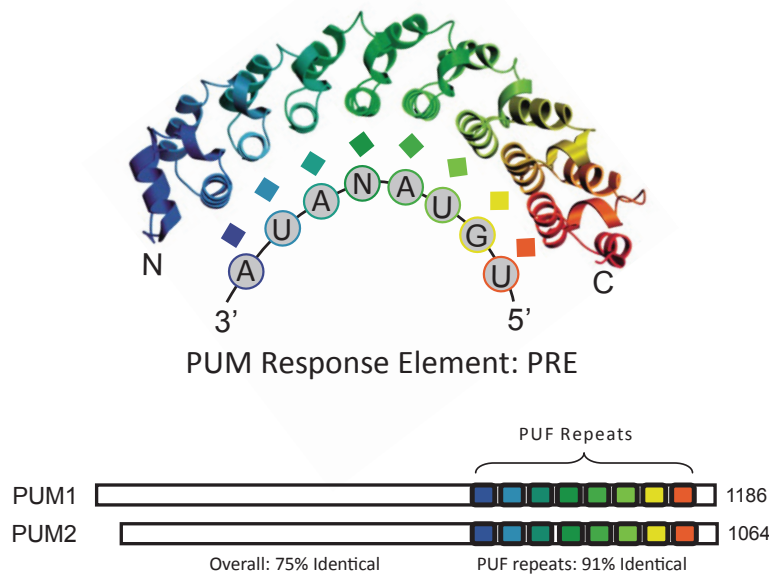 A U A N A U G U
N
C
3’
5’
PUM Response Element: PRE
PUF Repeats
PUM1
1186
PUM2
1064
Overall: 75% Identical
PUF repeats: 91% Identical